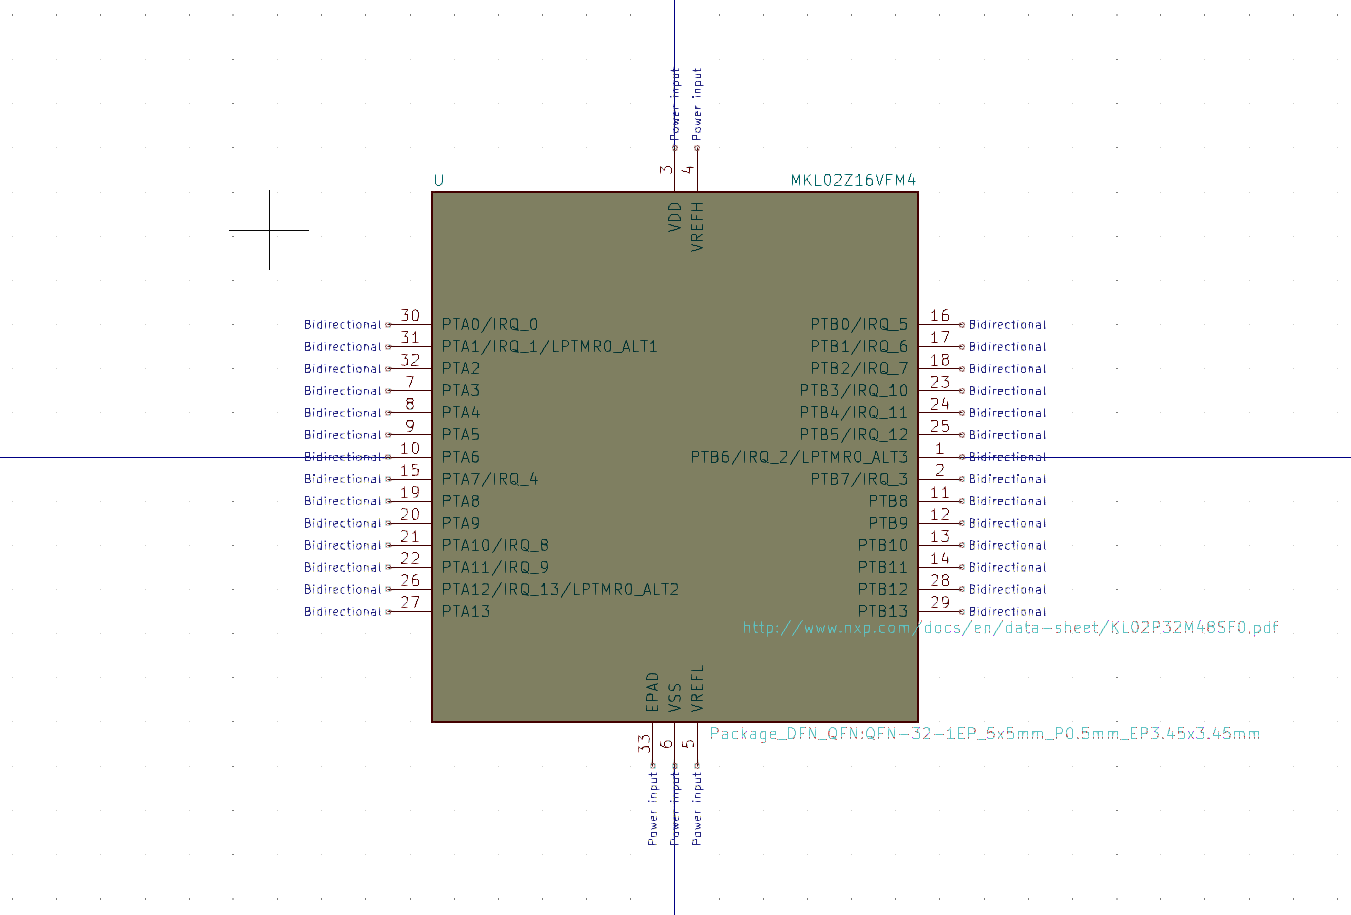 Power input Power input
3 4
U MKL02Z16VFM4
VDD VREFH
Bidirectional 30 PTA0/IRQ_0 PTB0/IRQ_5 16 Bidirectional
Bidirectional 31 PTA1/IRQ_1/LPTMR0_ALT1 PTB1/IRQ_6 17 Bidirectional
Bidirectional 32 PTA2 PTB2/IRQ_7 18 Bidirectional
Bidirectional 7 PTA3 PTB3/IRQ_10 23 Bidirectional
Bidirectional 8 PTA4 PTB4/IRQ_11 24 Bidirectional
Bidirectional 9 PTA5 PTB5/IRQ_12 25 Bidirectional
Bidirectional 10 PTA6 PTB6/IRQ_2/LPTMR0_ALT3 1 Bidirectional
Bidirectional 15 PTA7/IRQ_4 PTB7/IRQ_3 2 Bidirectional
Bidirectional 19 PTA8 PTB8 11 Bidirectional
Bidirectional 20 PTA9 PTB9 12 Bidirectional
Bidirectional 21 PTA10/IRQ_8 PTB10 13 Bidirectional
Bidirectional 22 PTA11/IRQ_9 PTB11 14 Bidirectional
Bidirectional 26 PTA12/IRQ_13/LPTMR0_ALT2 PTB12 28 Bidirectional
Bidirectional 27 PTA13 PTB13 29 Bidirectional
http://www.nxp.com/docs/en/data-sheet/KL02P32M48SF0.pdf
EPAD VSS VREFL
Package_DFN_QFN:QFN-32-1EP_5x5mm_P0.5mm_EP3.45x3.45mm
33 6 5
Power input Power input Power input